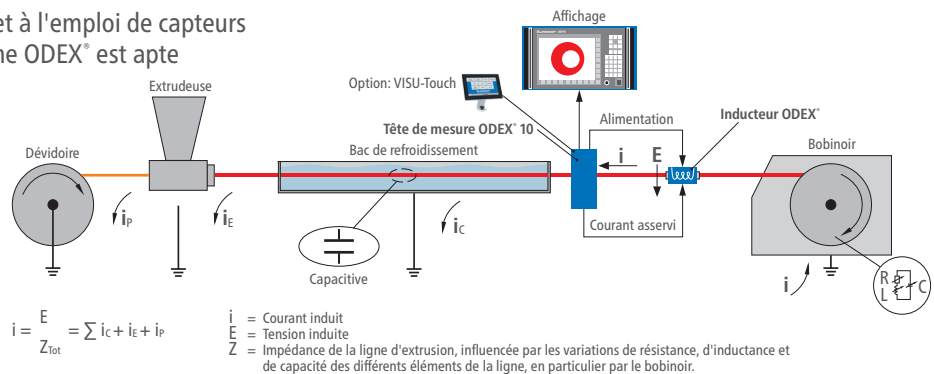 et à l'emploi de capteurs
ne ODEX® est apte
Affichage
Option: VISU-Touch
Extrudeuse
Tête de mesure ODEX® 10
Alimentation
Inducteur ODEX®
Dévidoire
Bac de refroidissement
Bobinoir
i
E
iP
iE
iC
Courant asservi
Capacitive
i
R
L
C
i = E / ZTot = ∑ iC + iE + iP
i = Courant induit
E = Tension induite
Z = Impédance de la ligne d'extrusion, influencée par les variations de résistance, d'inductance et
de capacité des différents éléments de la ligne, en particulier par le bobinoir.